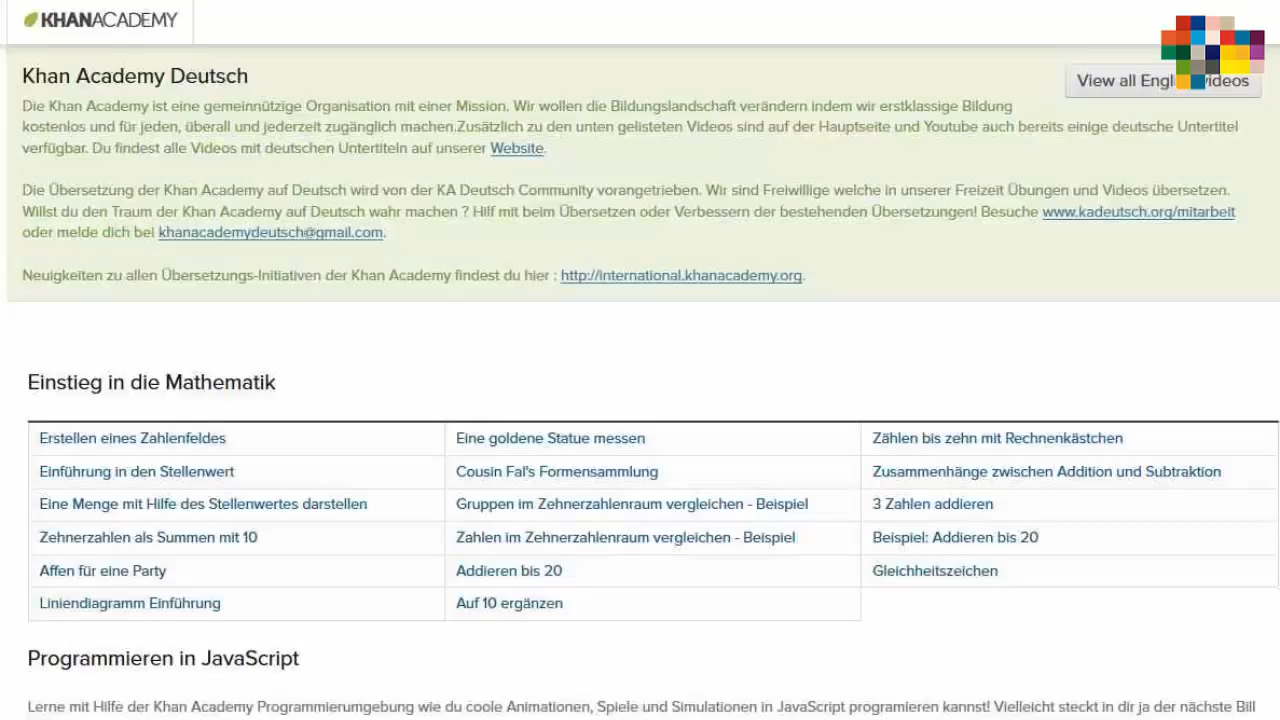 KHANACADEMY
Khan Academy Deutsch
View all Engl videos
Die Khan Academy ist eine gemeinnützige Organisation mit einer Mission. Wir wollen die Bildungslandschaft verändern indem wir erstklassige Bildung
kostenlos und für jeden, überall und jederzeit zugänglich machen.Zusätzlich zu den unten gelisteten Videos sind auf der Hauptseite und Youtube auch bereits einige deutsche Untertitel
verfügbar. Du findest alle Videos mit deutschen Untertiteln auf unserer Website.
Die Übersetzung der Khan Academy auf Deutsch wird von der KA Deutsch Community vorangetrieben. Wir sind Freiwillige welche in unserer Freizeit Übungen und Videos übersetzen.
Willst du den Traum der Khan Academy auf Deutsch wahr machen ? Hilf mit beim Übersetzen oder Verbessern der bestehenden Übersetzungen! Besuche www.kadeutsch.org/mitarbeit
oder melde dich bei khanacademydeutsch@gmail.com.
Neuigkeiten zu allen Übersetzungs-Initiativen der Khan Academy findest du hier : http://international.khanacademy.org.
Einstieg in die Mathematik
Erstellen eines Zahlenfeldes Eine goldene Statue messen Zählen bis zehn mit Rechnenkästchen
Einführung in den Stellenwert Cousin Fal's Formensammlung Zusammenhänge zwischen Addition und Subtraktion
Eine Menge mit Hilfe des Stellenwertes darstellen Gruppen im Zehnerzahlenraum vergleichen - Beispiel 3 Zahlen addieren
Zehnerzahlen als Summen mit 10 Zahlen im Zehnerzahlenraum vergleichen - Beispiel Beispiel: Addieren bis 20
Affen für eine Party Addieren bis 20 Gleichheitszeichen
Liniendiagramm Einführung Auf 10 ergänzen
Programmieren in JavaScript
Lerne mit Hilfe der Khan Academy Programmierumgebung wie du coole Animationen, Spiele und Simulationen in JavaScript programieren kannst! Vielleicht steckt in dir ja der nächste Bill